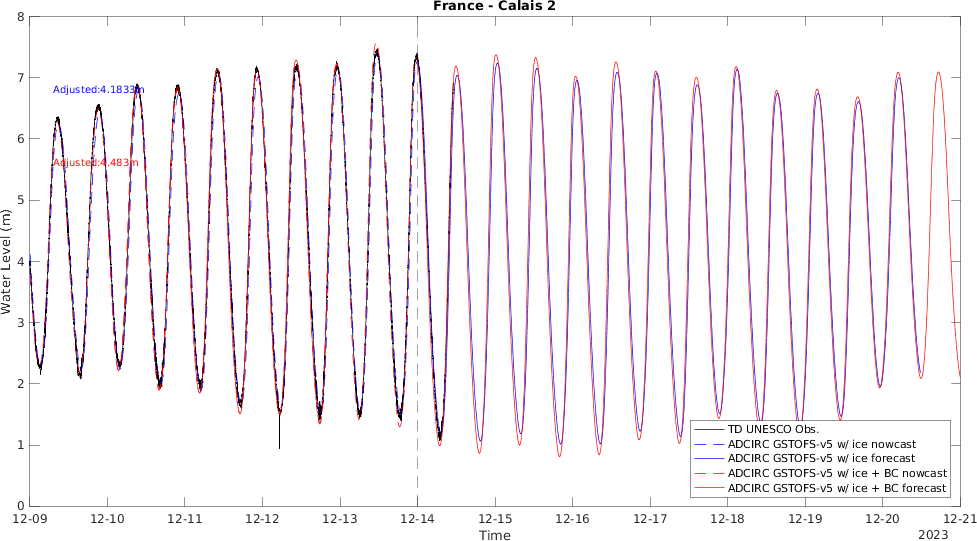 France - Calais 2
8
7
6
5
4
3
2
1
0
Water Level (m)
Adjusted:4.1833m
Adjusted:4.483m
TD UNESCO Obs.
ADCIRC GSTOFS-v5 w/ ice nowcast
ADCIRC GSTOFS-v5 w/ ice forecast
ADCIRC GSTOFS-v5 w/ ice + BC nowcast
ADCIRC GSTOFS-v5 w/ ice + BC forecast
12-09 12-10 12-11 12-12 12-13 12-14 12-15 12-16 12-17 12-18 12-19 12-20 12-21
Time
2023